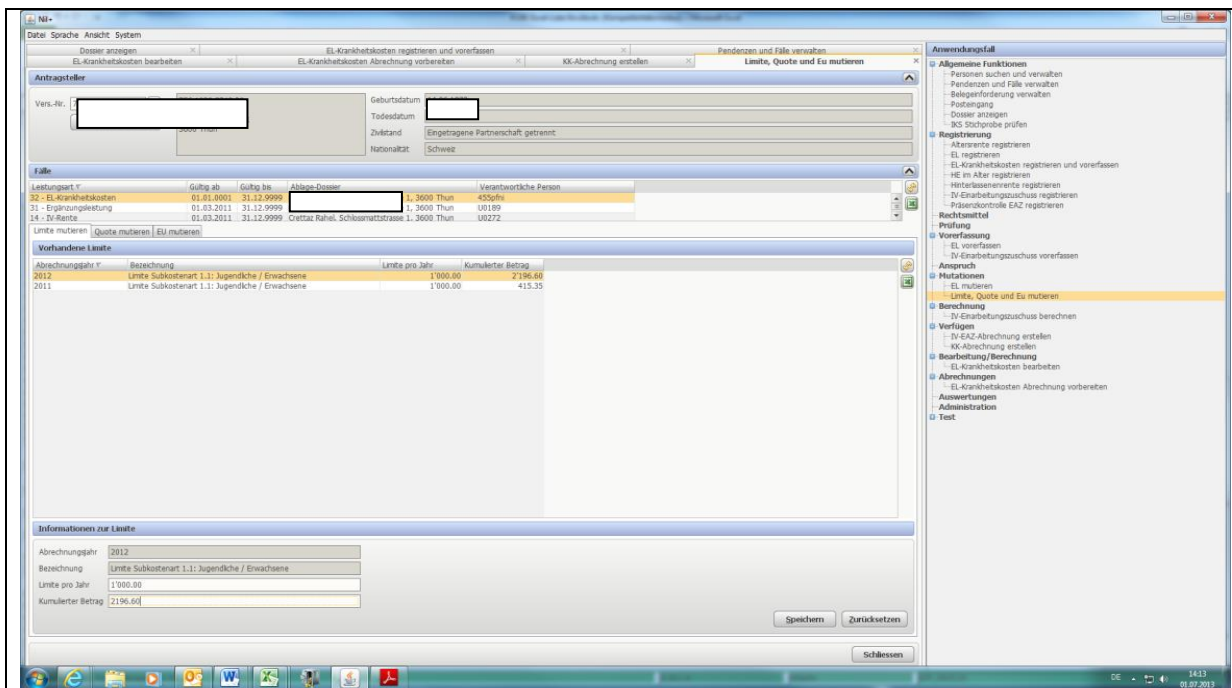 Nil+
Datei Sprache Ansicht System
Dossier anzeigen
EL-Krankheitskosten registrieren und vorerfassen
Pendenzen und Fälle verwalten
EL-Krankheitskosten bearbeiten
EL-Krankheitskosten Abrechnung vorbereiten
KK-Abrechnung erstellen
Limite, Quote und Eu mutieren
Antragsteller
Vers.-Nr.
3600 Thun
Geburtsdatum
Todesdatum
Zivilstand Eingetragene Partnerschaft getrennt
Nationalität Schweiz
Fälle
Leistungsart Gültig ab Gültig bis Ablage-Dossier Verantwortliche Person
32 - EL-Krankheitskosten 01.01.0001 31.12.9999 1, 3600 Thun 455pfni
31 - Ergänzungsleistung 01.03.2011 31.12.9999 1, 3600 Thun U0189
14 - IV-Rente 01.03.2011 31.12.9999 Crettaz Rahel, Schlossmattstrasse 1, 3600 Thun U0272
Limite mutieren Quote mutieren EU mutieren
Vorhandene Limite
Abrechnungsjahr Bezeichnung Limite pro Jahr Kumulierter Betrag
2012 Limite Subkostenart 1.1: Jugendliche / Erwachsene 1'000.00 2'196.60
2011 Limite Subkostenart 1.1: Jugendliche / Erwachsene 1'000.00 415.35
Informationen zur Limite
Abrechnungsjahr 2012
Bezeichnung Limite Subkostenart 1.1: Jugendliche / Erwachsene
Limite pro Jahr 1'000.00
Kumulierter Betrag 2196.60
Speichern Zurücksetzen
Schliessen
Anwendungsfall
Allgemeine Funktionen
Personen suchen und verwalten
Pendenzen und Fälle verwalten
Belegeinforderung verwalten
Posteingang
Dossier anzeigen
IKS Stichprobe prüfen
Registrierung
Altersrente registrieren
EL registrieren
EL-Krankheitskosten registrieren und vorerfassen
HE im Alter registrieren
Hinterlassenenrente registrieren
IV-Einarbeitungszuschuss registrieren
Präsenzkontrolle EAZ registrieren
Rechtsmittel
Prüfung
Vorerfassung
EL vorerfassen
IV-Einarbeitungszuschuss vorerfassen
Anspruch
Mutationen
EL mutieren
Limite, Quote und Eu mutieren
Berechnung
IV-Einarbeitungszuschuss berechnen
Verfügen
IV-EAZ-Abrechnung erstellen
KK-Abrechnung erstellen
Bearbeitung/Berechnung
EL-Krankheitskosten bearbeiten
Abrechnungen
EL-Krankheitskosten Abrechnung vorbereiten
Auswertungen
Administration
Test
DE 14:13
01.07.2013